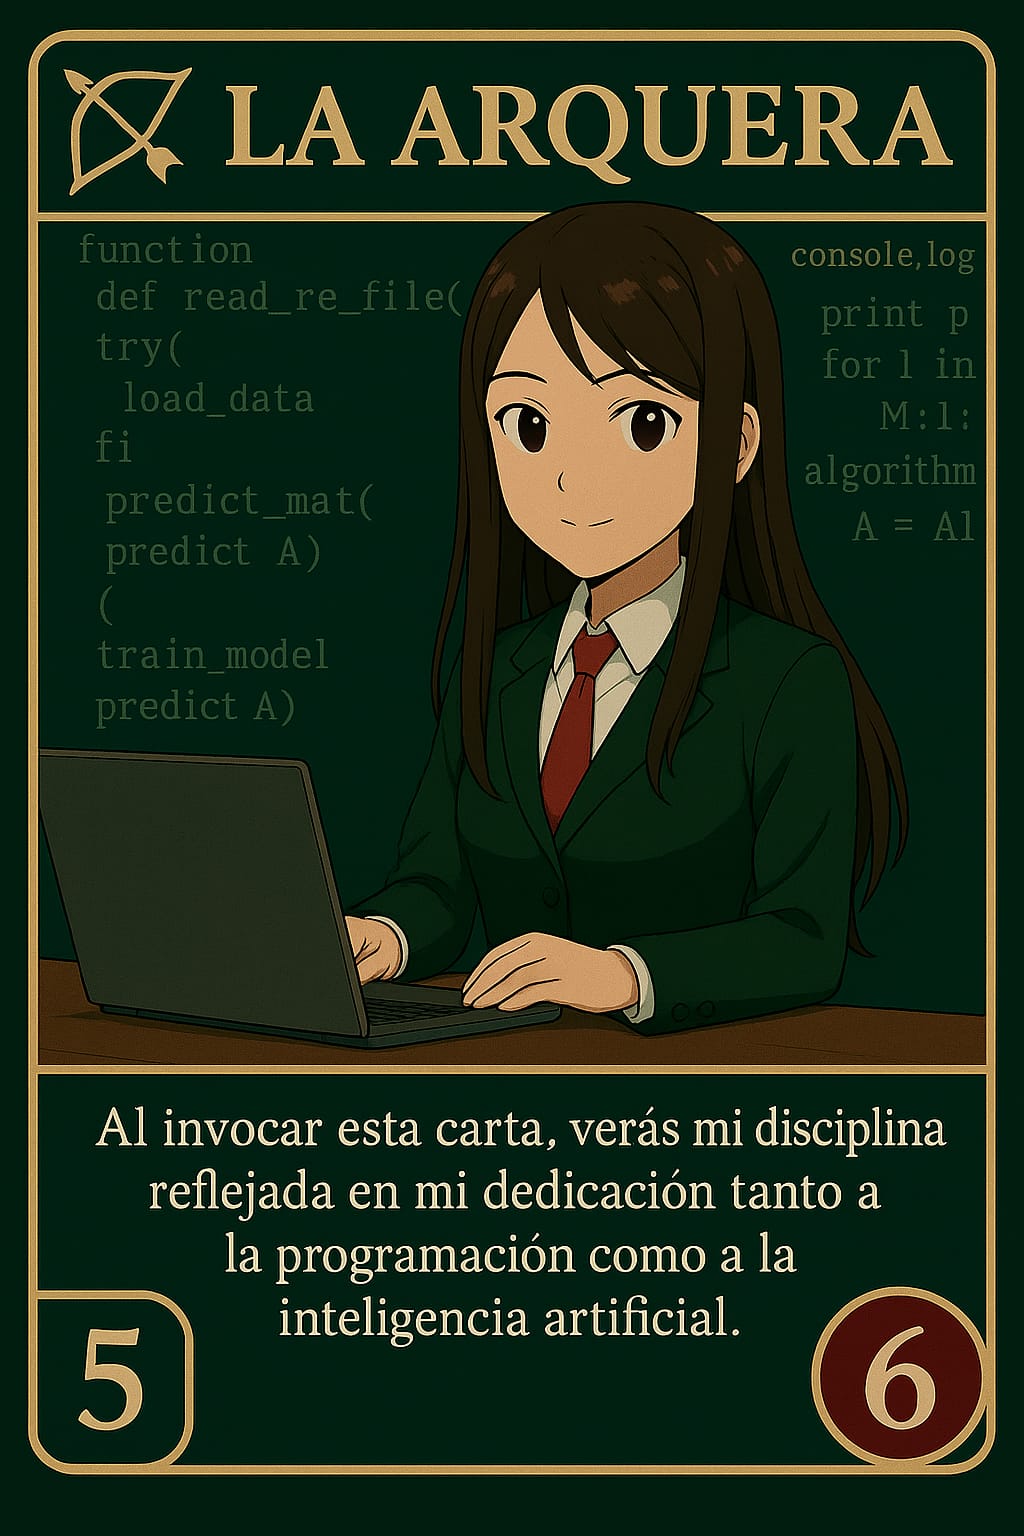 LA ARQUERA
function
def read_re_file(
try(
load_data
fi
predict_mat(
predict A)
(
train_model
predict A)
console,log
print p
for l in
M:1:
algorithm
A = Al
Al invocar esta carta, verás mi disciplina
reflejada en mi dedicación tanto a
la programación como a la
inteligencia artificial.
5
6